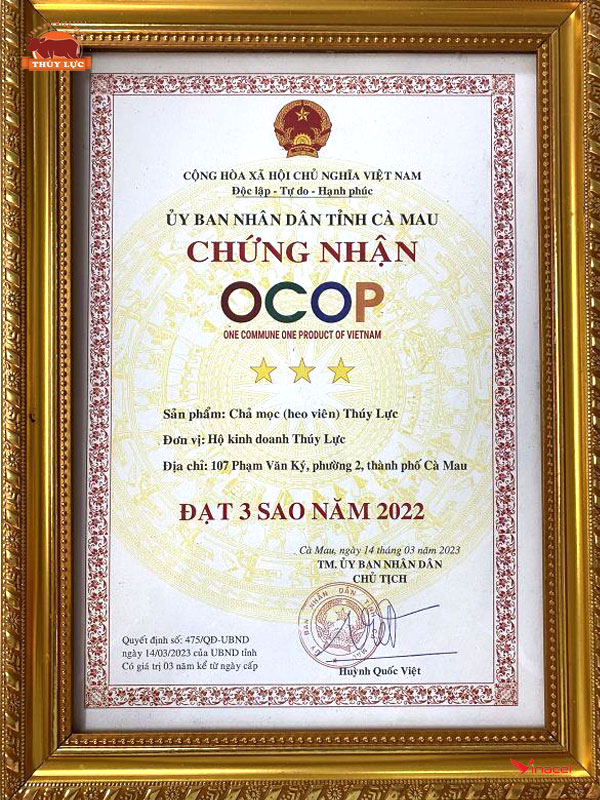 THÚY LỰC
CỘNG HÒA XÃ HỘI CHỦ NGHĨA VIỆT NAM
Độc lập - Tự do - Hạnh phúc
ỦY BAN NHÂN DÂN TỈNH CÀ MAU
CHỨNG NHẬN
OCOP
ONE COMMUNE ONE PRODUCT OF VIETNAM
Sản phẩm: Chả mọc (heo viên) Thúy Lực
Đơn vị: Hộ kinh doanh Thúy Lực
Địa chỉ: 107 Phạm Văn Ký, phường 2, thành phố Cà Mau
ĐẠT 3 SAO NĂM 2022
Cà Mau, ngày 14 tháng 03 năm 2023
TM. ỦY BAN NHÂN DÂN
CHỦ TỊCH
Quyết định số: 475/QĐ-UBND
ngày 14/03/2023 của UBND tỉnh
Có giá trị 03 năm kể từ ngày cấp
Huỳnh Quốc Việt
Vinacel